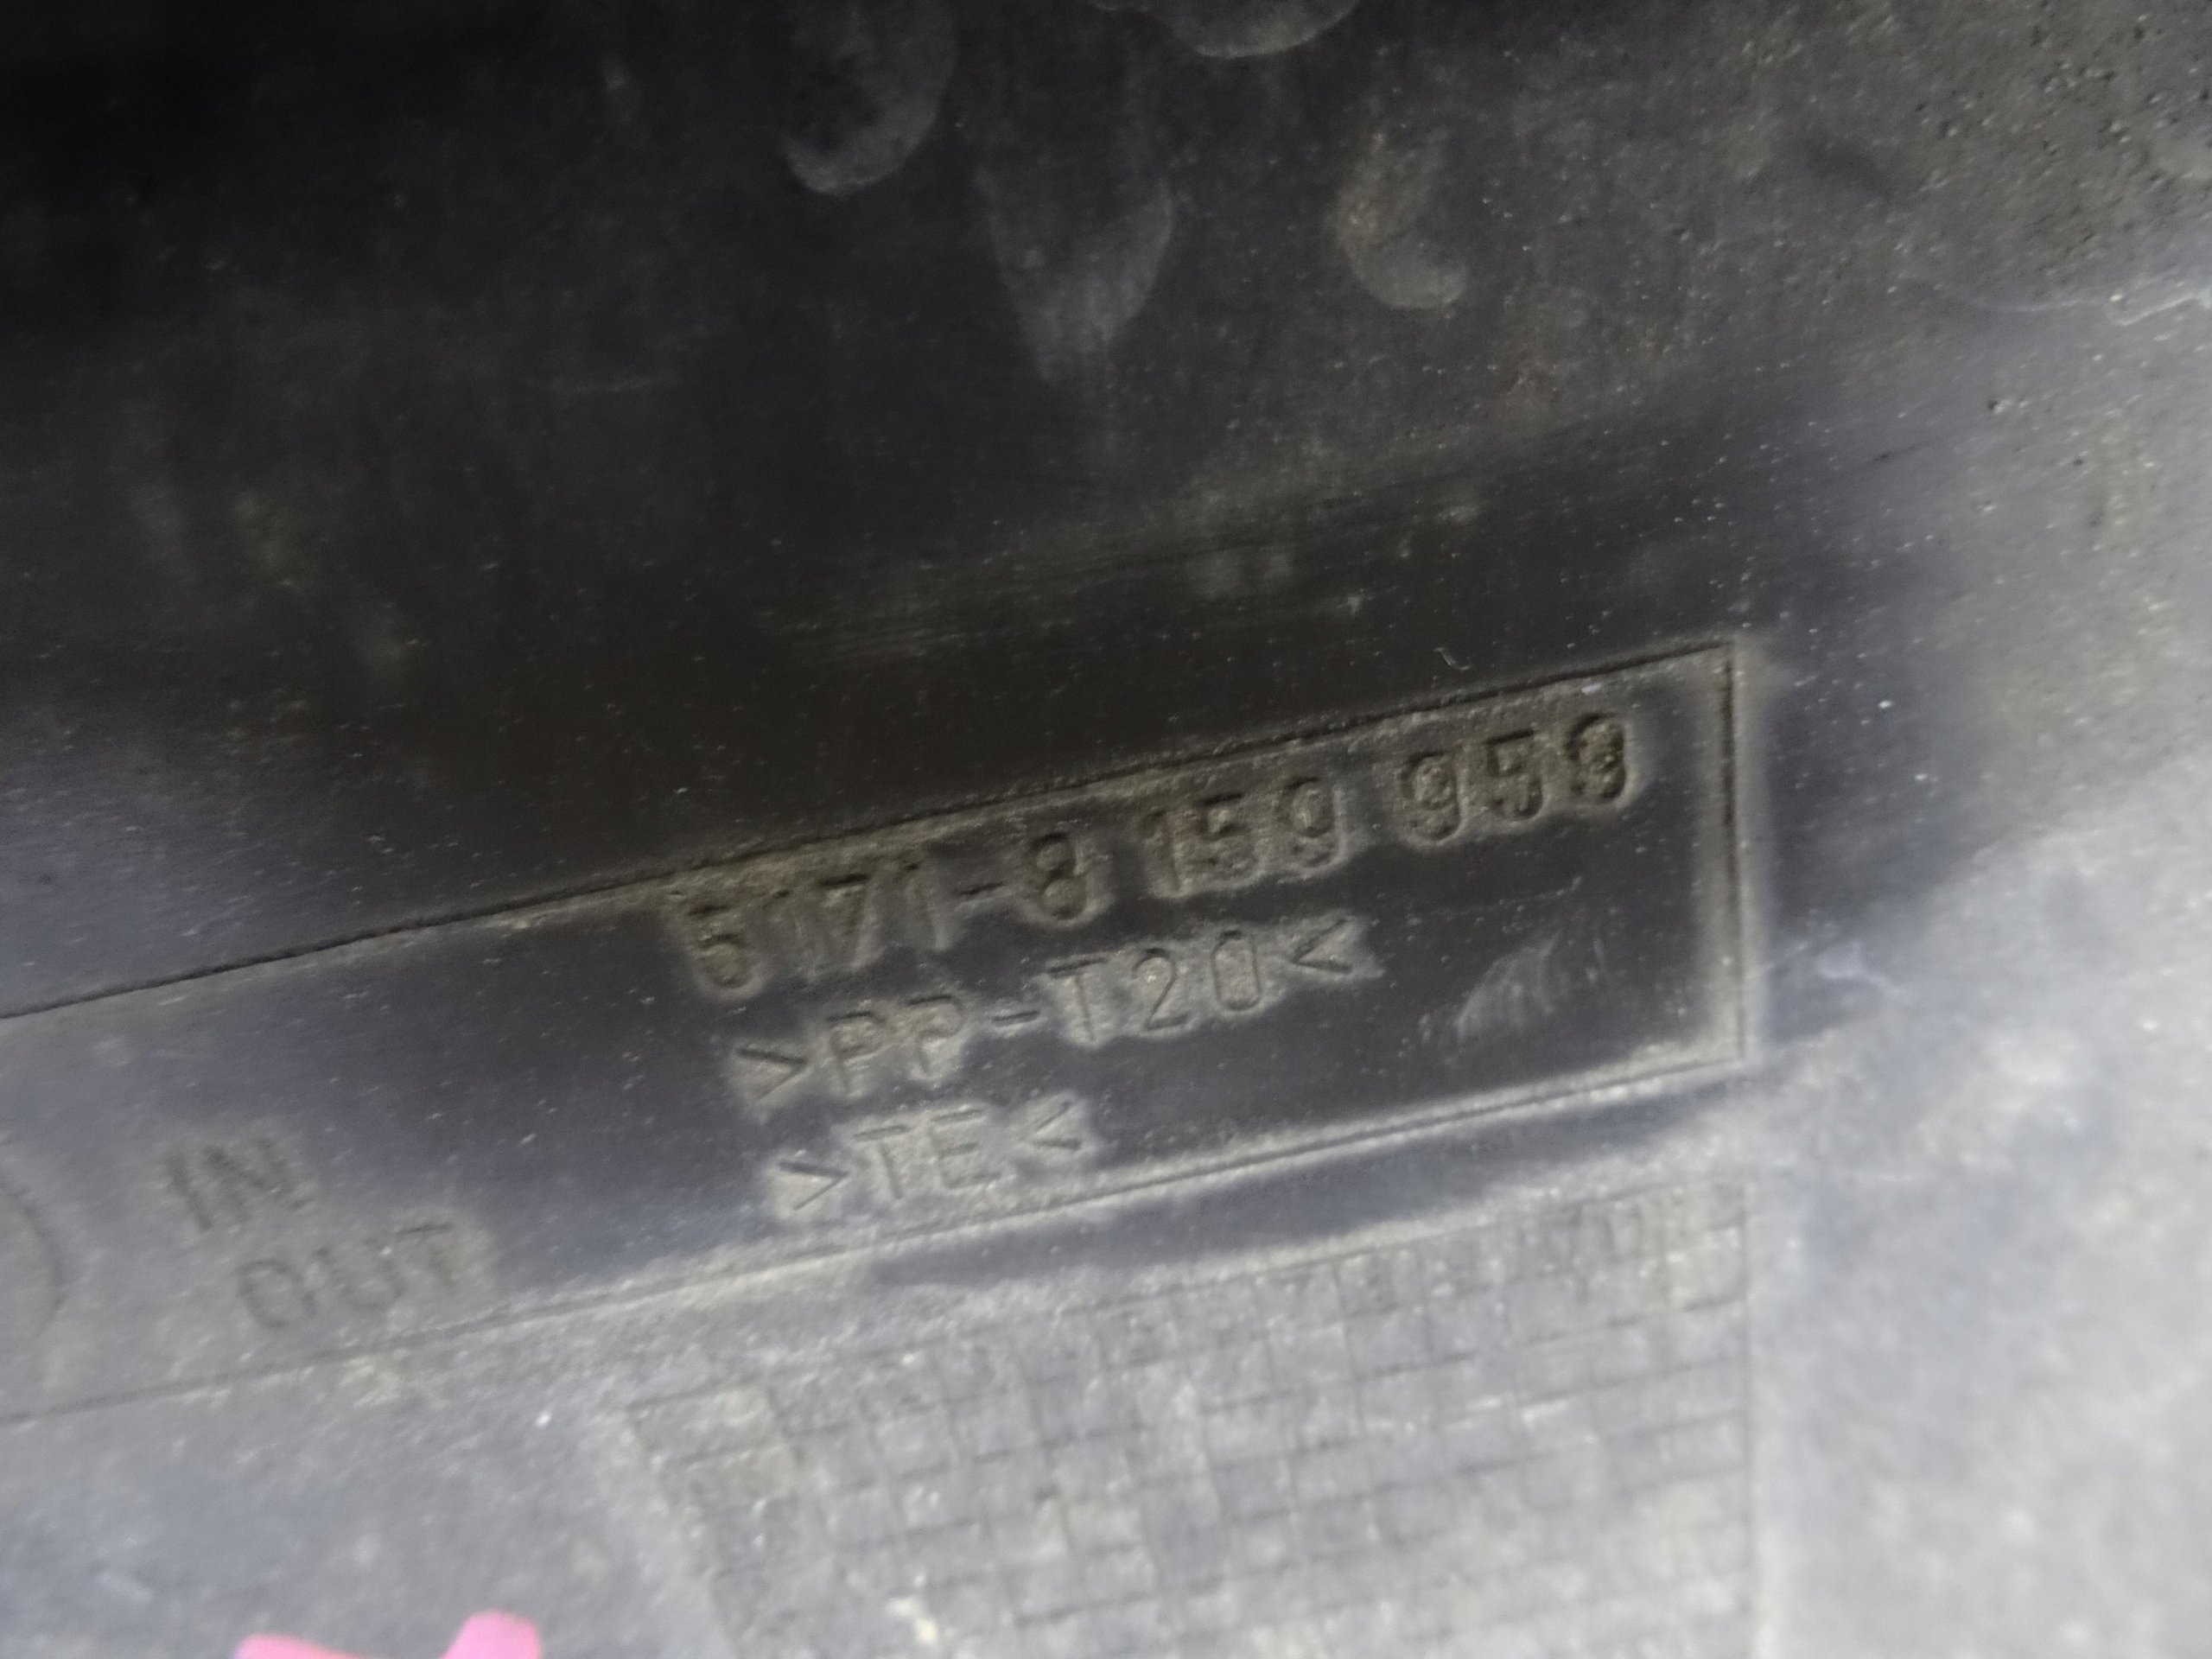 5171-8 159 959
>PP-T20<
>TE<
IN
OUT